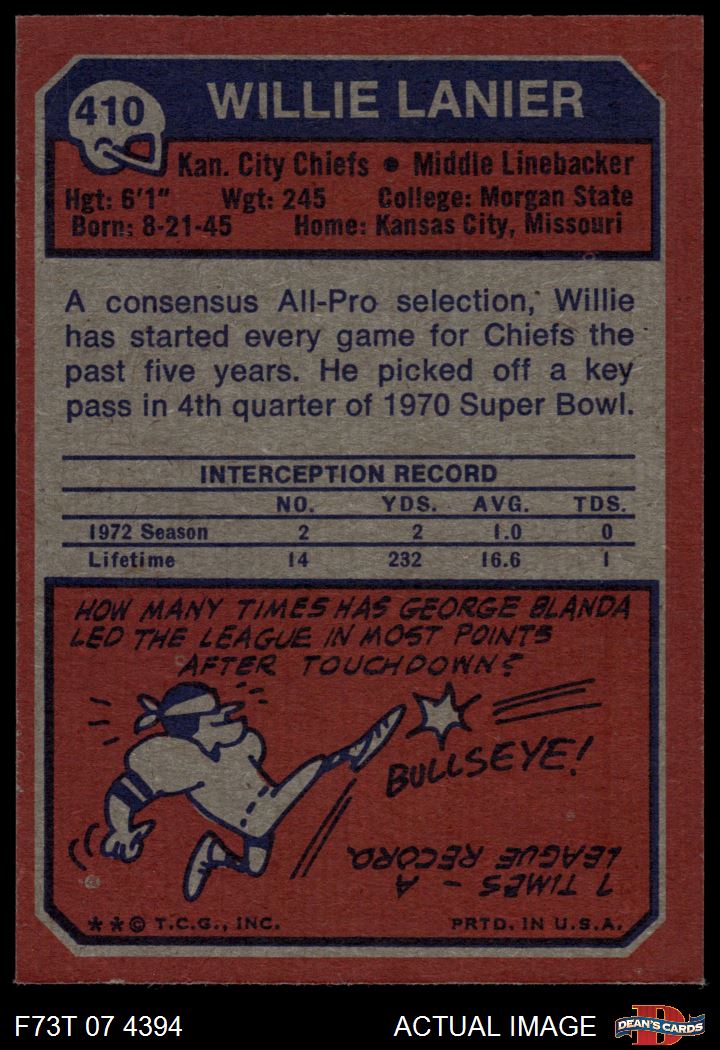 410
WILLIE LANIER
Kan. City Chiefs • Middle Linebacker
Hgt: 6'1" Wgt: 245 College: Morgan State
Born: 8-21-45 Home: Kansas City, Missouri
A consensus All-Pro selection, Willie
has started every game for Chiefs the
past five years. He picked off a key
pass in 4th quarter of 1970 Super Bowl.
INTERCEPTION RECORD
NO. YDS. AVG. TDS.
1972 Season 2 2 1.0 0
Lifetime 14 232 16.6 1
HOW MANY TIMES HAS GEORGE BLANDA
LED THE LEAGUE IN MOST POINTS
AFTER TOUCHDOWN?
BULLSEYE!
7 TIMES - A
LEAGUE RECORD.
**© T.C.G., INC. PRTD. IN U.S.A.
F73T 07 4394 ACTUAL IMAGE
DEAN'S CARDS